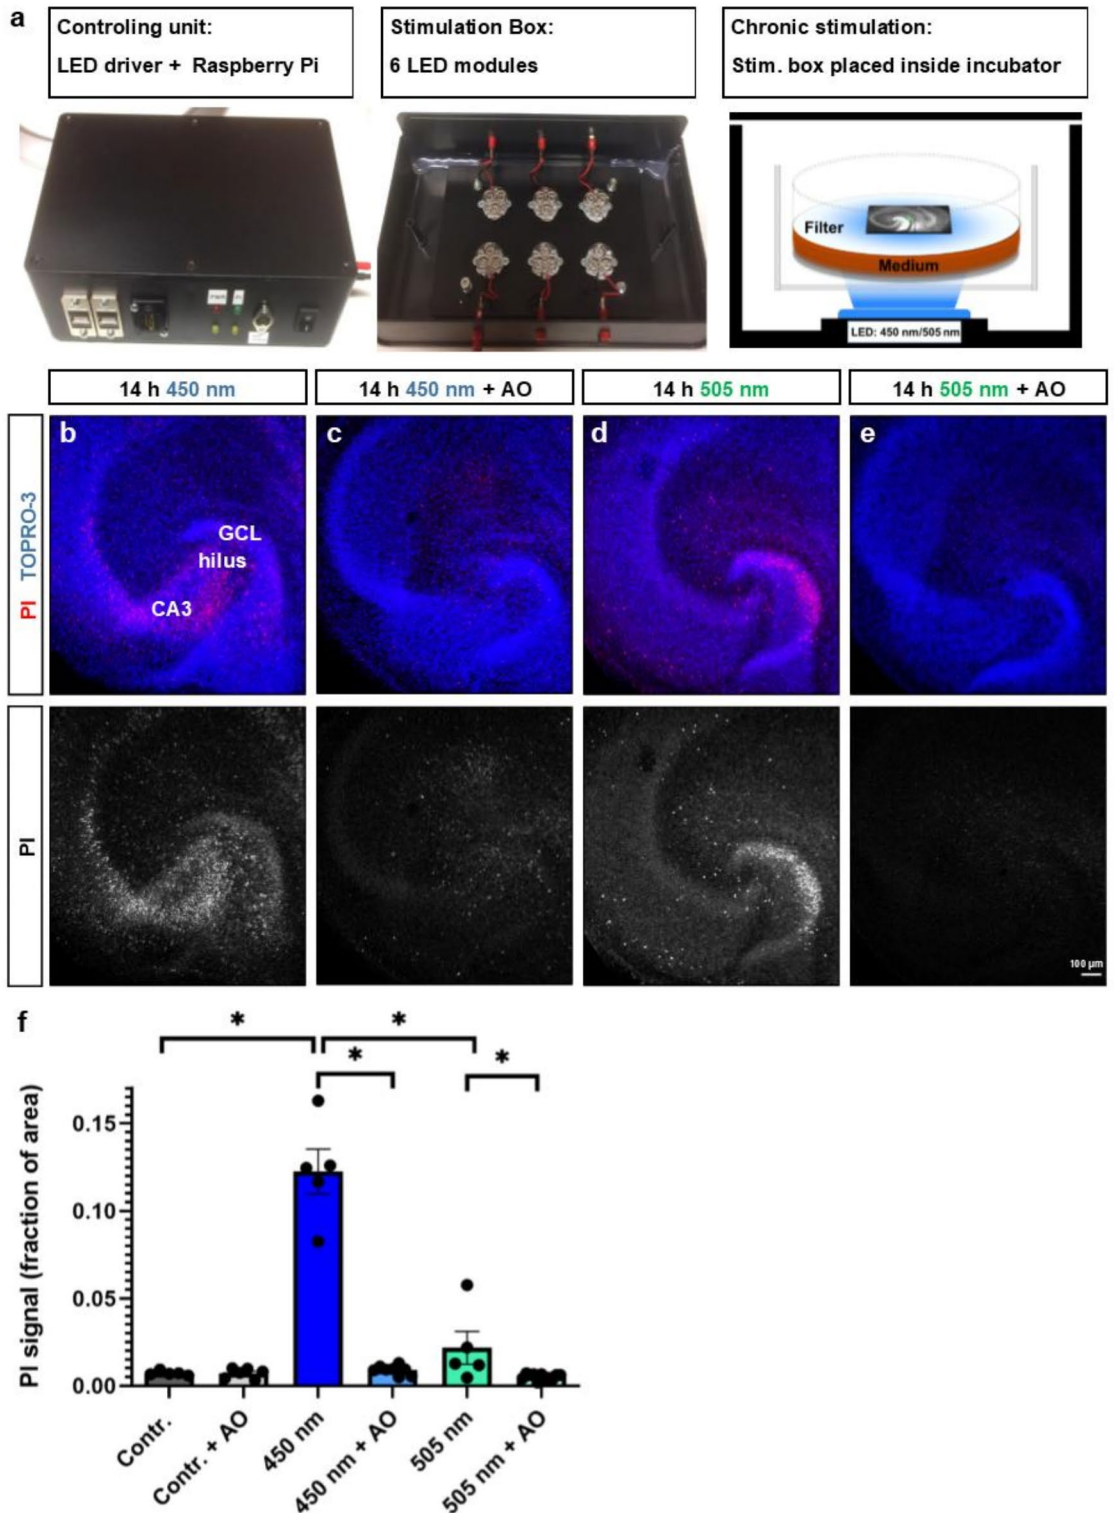 a
Controling unit:
LED driver + Raspberry Pi
Stimulation Box:
6 LED modules
Chronic stimulation:
Stim. box placed inside incubator
Filter
Medium
LED: 450 nm/505 nm
14 h 450 nm
14 h 450 nm + AO
14 h 505 nm
14 h 505 nm + AO
PI TOPRO-3
b
c
d
e
GCL
hilus
CA3
PI
100 µm
f
*
*
*
*
PI signal (fraction of area)
0.15
0.10
0.05
0.00
Contr.
Contr. + AO
450 nm
450 nm + AO
505 nm
505 nm + AO